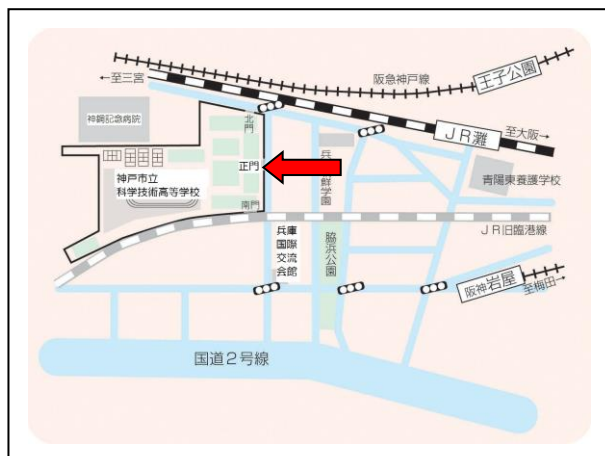 阪急神戸線
王子公園
←至三宮
神鋼記念病院
北門
JR灘
至大阪→
正門
神戸市立
科学技術高等学校
青陽東養護学校
南門
JR旧臨港線
兵庫
国際
交流
会館
脇浜公園
阪神岩屋
至梅田→
国道2号線